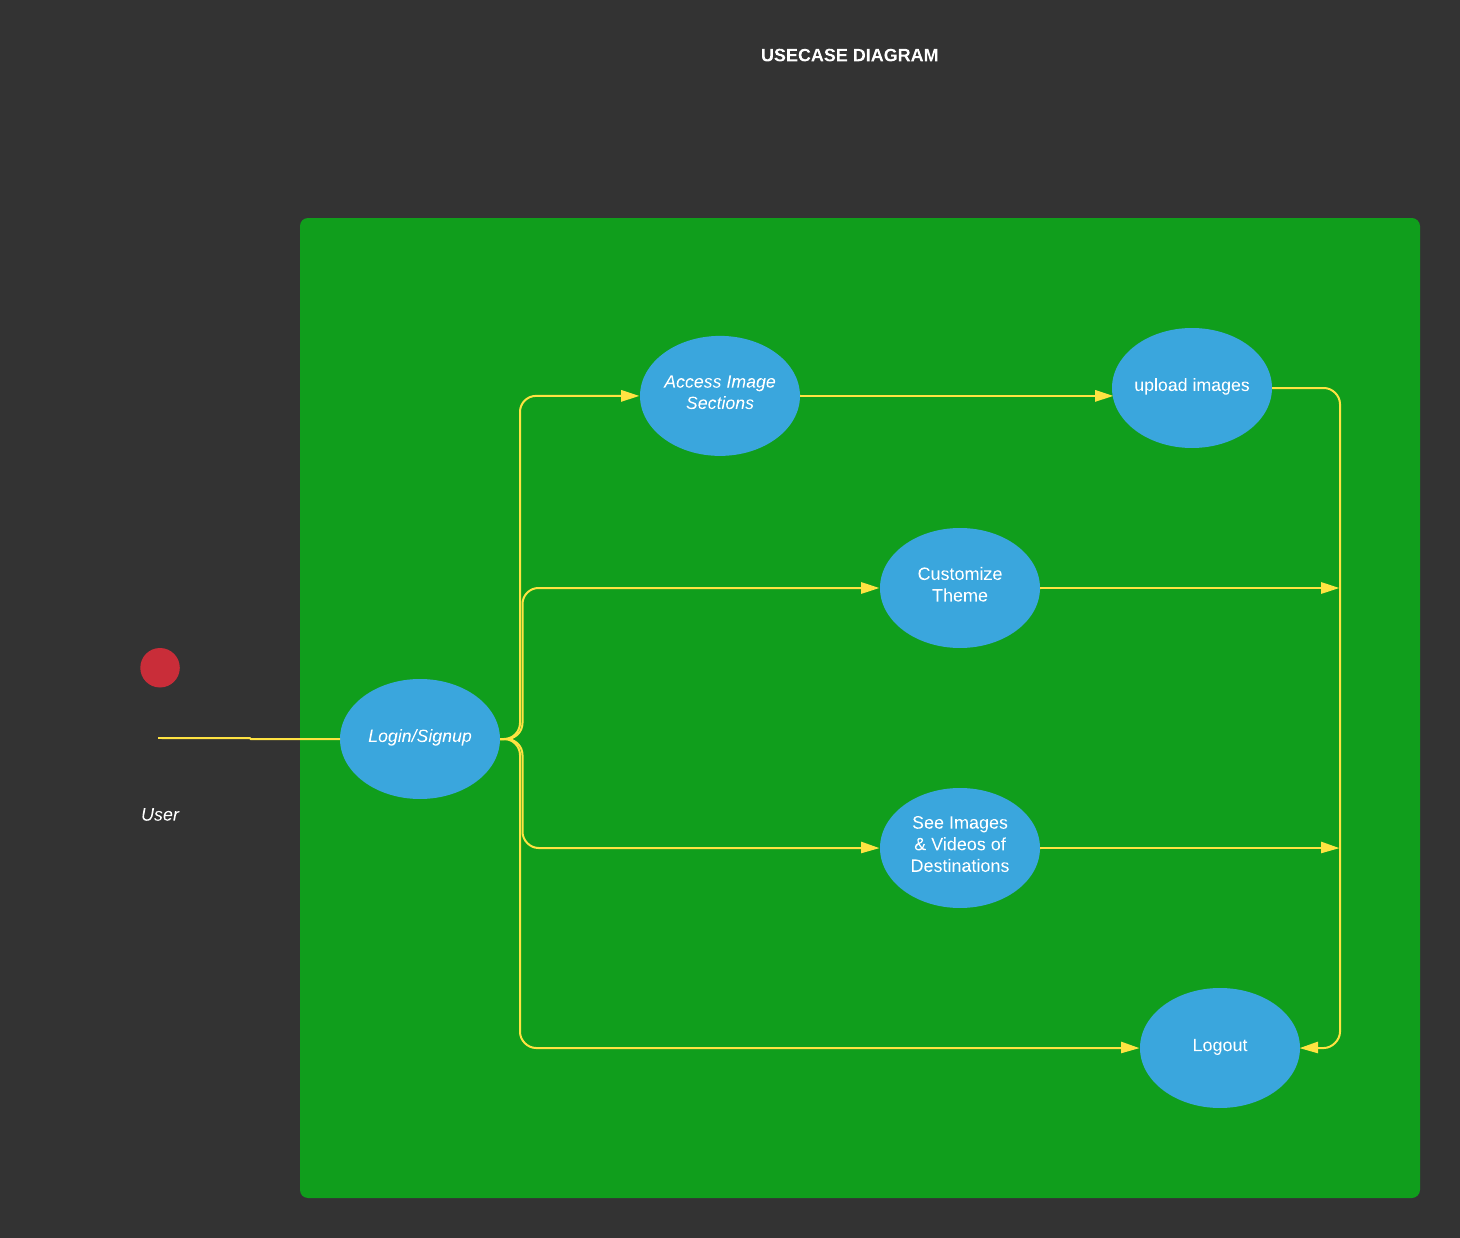 USECASE DIAGRAM
Access Image
Sections
upload images
Customize
Theme
Login/Signup
User
See Images
& Videos of
Destinations
Logout